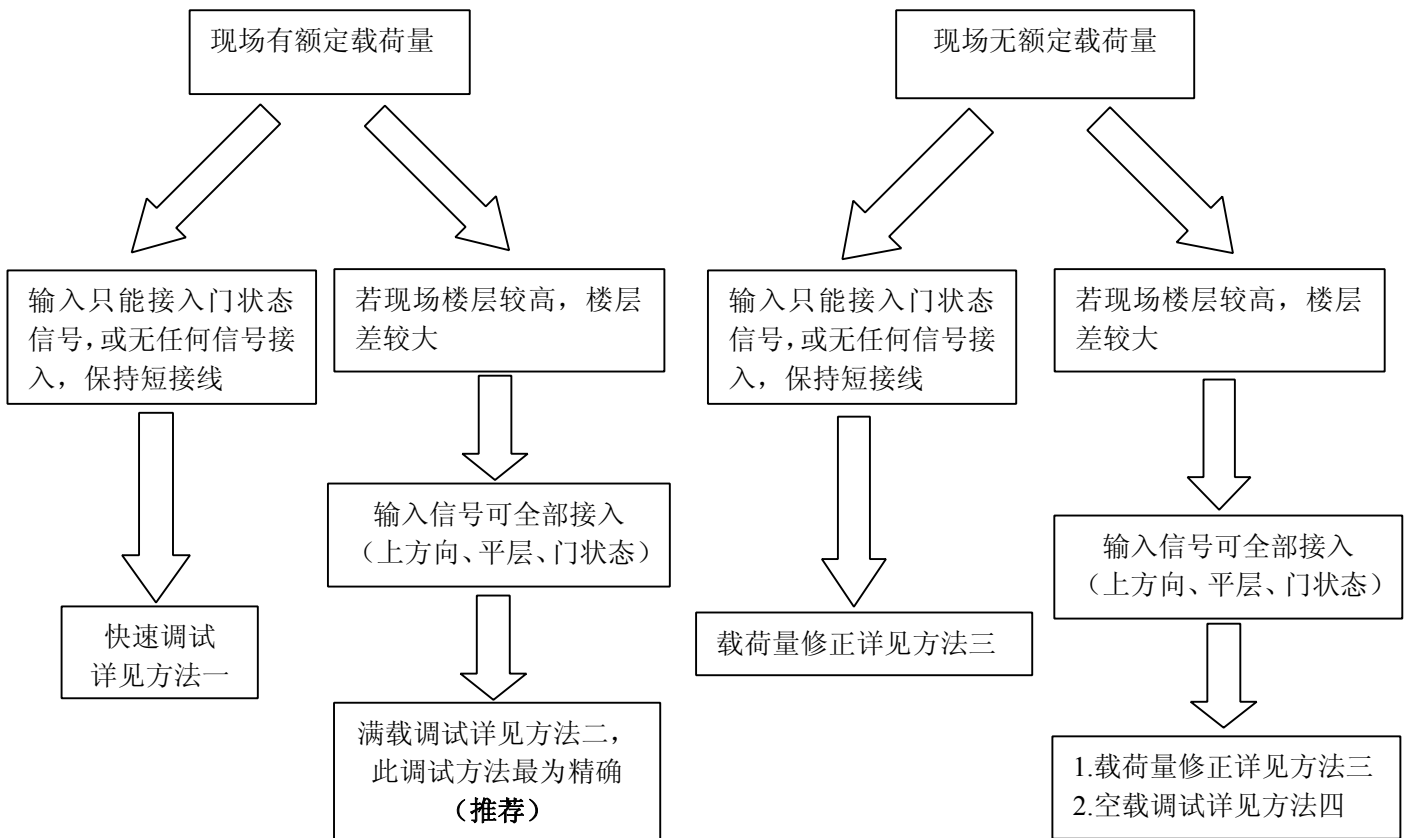 现场有额定载荷量
现场无额定载荷量
输入只能接入门状态
信号,或无任何信号接
入，保持短接线
若现场楼层较高，楼层
差较大
输入只能接入门状态
信号,或无任何信号接
入，保持短接线
若现场楼层较高，楼层
差较大
输入信号可全部接入
（上方向、平层、门状态）
输入信号可全部接入
（上方向、平层、门状态）
快速调试
详见方法一
载荷量修正详见方法三
满载调试详见方法二，
此调试方法最为精确
（推荐）
1.载荷量修正详见方法三
2.空载调试详见方法四